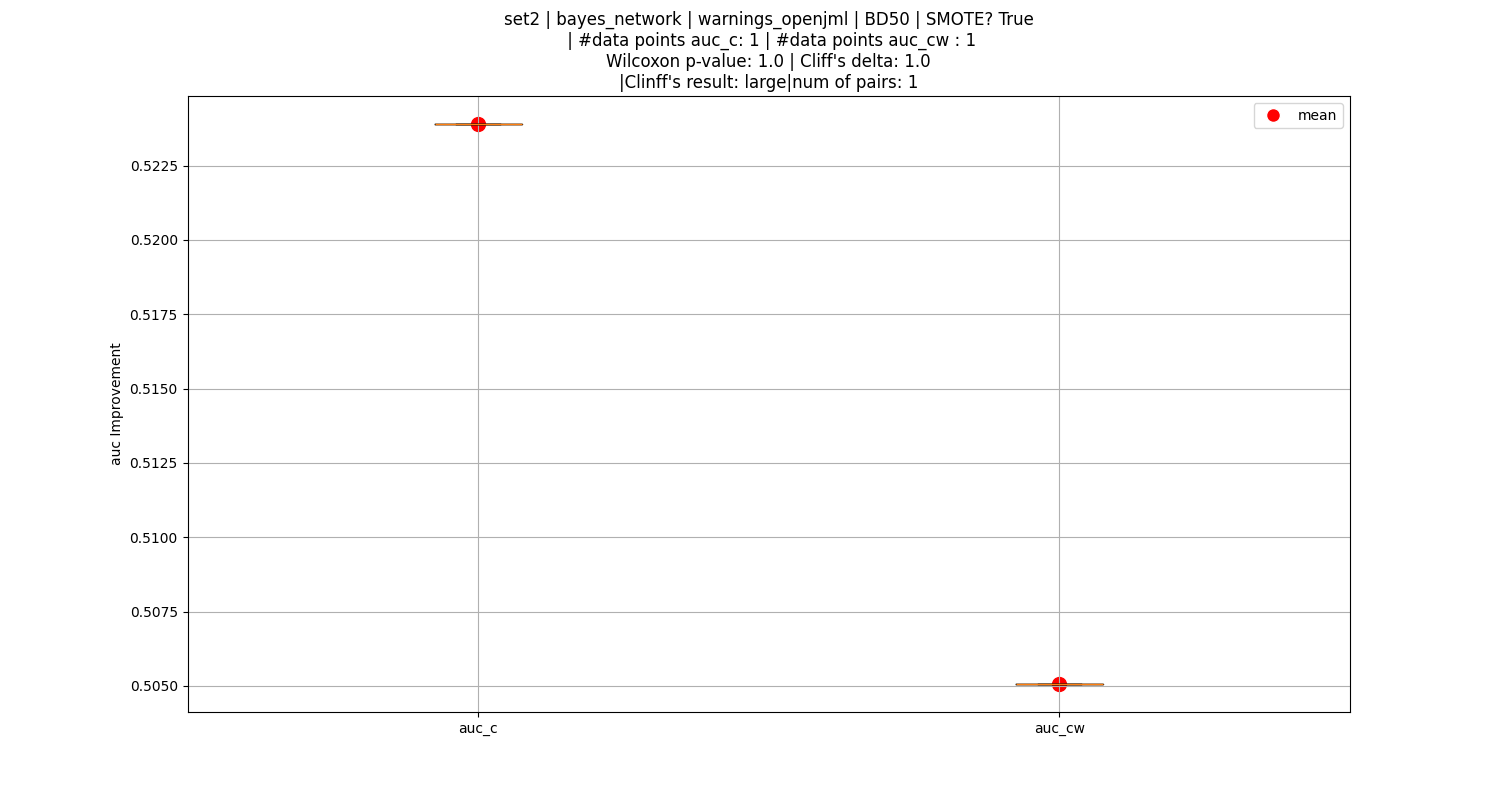 set2 | bayes_network | warnings_openjml | BD50 | SMOTE? True
| #data points auc_c: 1 | #data points auc_cw : 1
Wilcoxon p-value: 1.0 | Cliff's delta: 1.0
|Clinff's result: large|num of pairs: 1
mean
0.5225
0.5200
0.5175
0.5150
0.5125
0.5100
0.5075
0.5050
auc Improvement
auc_c
auc_cw